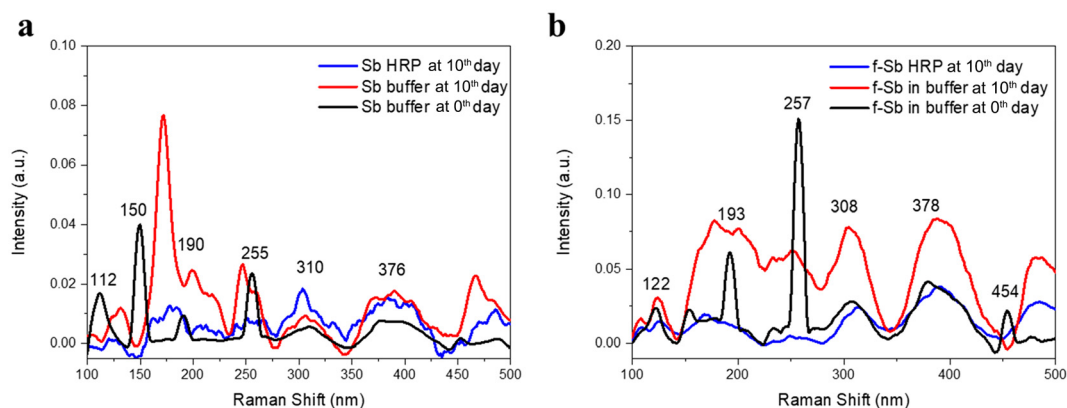 a
0.10
0.08
0.06
0.04
0.02
0.00
Intensity (a.u.)
Sb HRP at 10th day
Sb buffer at 10th day
Sb buffer at 0th day
112
150
190
255
310
376
100 150 200 250 300 350 400 450 500
Raman Shift (nm)
b
0.20
0.15
0.10
0.05
0.00
Intensity (a.u.)
f-Sb HRP at 10th day
f-Sb in buffer at 10th day
f-Sb in buffer at 0th day
122
193
257
308
378
454
100 200 300 400 500
Raman Shift (nm)